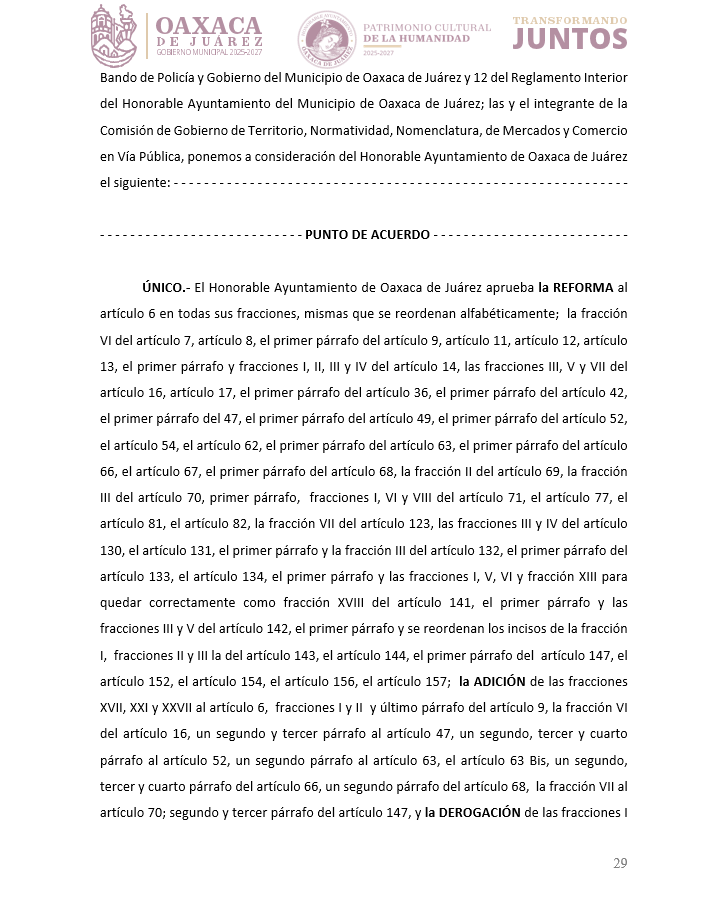 OAXACA
DE JUÁREZ
GOBIERNO MUNICIPAL 2025-2027
PATRIMONIO CULTURAL
DE LA HUMANIDAD
2025-2027
TRANSFORMANDO
JUNTOS
Bando de Policía y Gobierno del Municipio de Oaxaca de Juárez y 12 del Reglamento Interior
del Honorable Ayuntamiento del Municipio de Oaxaca de Juárez; las y el integrante de la
Comisión de Gobierno de Territorio, Normatividad, Nomenclatura, de Mercados y Comercio
en Vía Pública, ponemos a consideración del Honorable Ayuntamiento de Oaxaca de Juárez
el siguiente: - - - - - - - - - - - - - - - - - - - - - - - - - - - - - - - - - - - - - - - - - - - - - - - - - - - - - - - - - - - -
- - - - - - - - - - - - - - - - - - - - - - - - - - - PUNTO DE ACUERDO - - - - - - - - - - - - - - - - - - - - - - - - - -
ÚNICO.- El Honorable Ayuntamiento de Oaxaca de Juárez aprueba la REFORMA al
artículo 6 en todas sus fracciones, mismas que se reordenan alfabéticamente;  la fracción
VI del artículo 7, artículo 8, el primer párrafo del artículo 9, artículo 11, artículo 12, artículo
13, el primer párrafo y fracciones I, II, III y IV del artículo 14, las fracciones III, V y VII del
artículo 16, artículo 17, el primer párrafo del artículo 36, el primer párrafo del artículo 42,
el primer párrafo del 47, el primer párrafo del artículo 49, el primer párrafo del artículo 52,
el artículo 54, el artículo 62, el primer párrafo del artículo 63, el primer párrafo del artículo
66, el artículo 67, el primer párrafo del artículo 68, la fracción II del artículo 69, la fracción
III del artículo 70, primer párrafo,  fracciones I, VI y VIII del artículo 71, el artículo 77, el
artículo 81, el artículo 82, la fracción VII del artículo 123, las fracciones III y IV del artículo
130, el artículo 131, el primer párrafo y la fracción III del artículo 132, el primer párrafo del
artículo 133, el artículo 134, el primer párrafo y las fracciones I, V, VI y fracción XIII para
quedar correctamente como fracción XVIII del artículo 141, el primer párrafo y las
fracciones III y V del artículo 142, el primer párrafo y se reordenan los incisos de la fracción
I,  fracciones II y III la del artículo 143, el artículo 144, el primer párrafo del  artículo 147, el
artículo 152, el artículo 154, el artículo 156, el artículo 157;  la ADICIÓN de las fracciones
XVII, XXI y XXVII al artículo 6,  fracciones I y II  y último párrafo del artículo 9, la fracción VI
del artículo 16, un segundo y tercer párrafo al artículo 47, un segundo, tercer y cuarto
párrafo al artículo 52, un segundo párrafo al artículo 63, el artículo 63 Bis, un segundo,
tercer y cuarto párrafo del artículo 66, un segundo párrafo del artículo 68,  la fracción VII al
artículo 70; segundo y tercer párrafo del artículo 147, y la DEROGACIÓN de las fracciones I
29